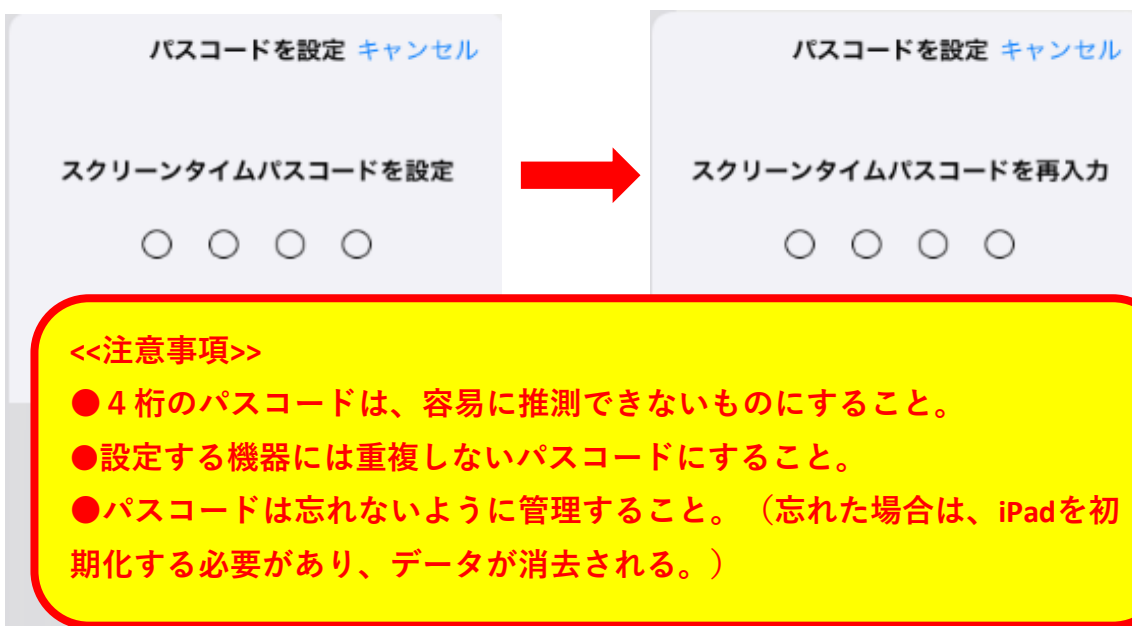 パスコードを設定 キャンセル
スクリーンタイムパスコードを設定
パスコードを設定 キャンセル
スクリーンタイムパスコードを再入力
<<注意事項>>
●４桁のパスコードは、容易に推測できないものにすること。
●設定する機器には重複しないパスコードにすること。
●パスコードは忘れないように管理すること。（忘れた場合は、iPadを初
期化する必要があり、データが消去される。）